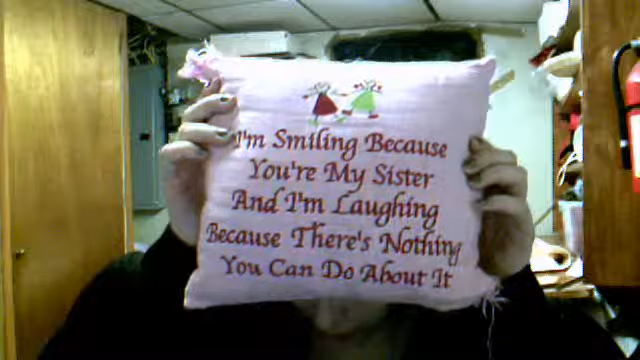 I'm Smiling Because
You're My Sister
And I'm Laughing
Because There's Nothing
You Can Do About It